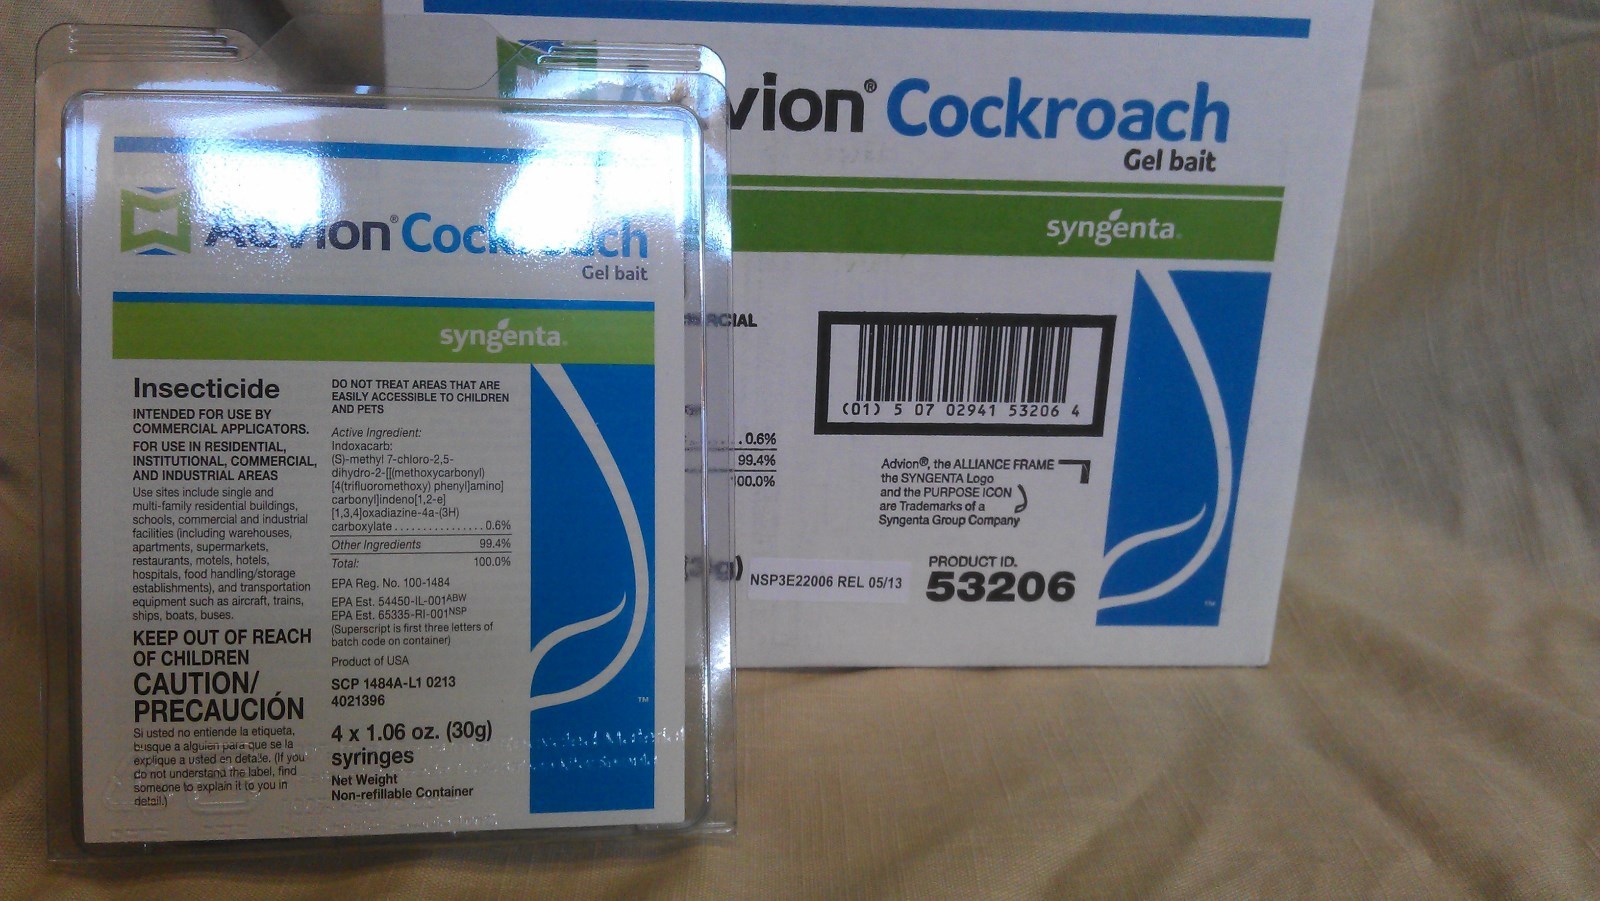 Advion® Cockroach
Gel bait
syngenta
Insecticide
INTENDED FOR USE BY
COMMERCIAL APPLICATORS.
FOR USE IN RESIDENTIAL,
INSTITUTIONAL, COMMERCIAL,
AND INDUSTRIAL AREAS
Use sites include single and
multi-family residential buildings,
schools, commercial and industrial
facilities (including warehouses,
apartments, supermarkets,
restaurants, motels, hotels,
hospitals, food handling/storage
establishments), and transportation
equipment such as aircraft, trains,
ships, boats, buses.
KEEP OUT OF REACH
OF CHILDREN
CAUTION/
PRECAUCIÓN
Si usted no entiende la etiqueta,
busque a alguien para que se la
explique a usted en detalle. (If you
do not understand the label, find
someone to explain it to you in
detail.)
DO NOT TREAT AREAS THAT ARE
EASILY ACCESSIBLE TO CHILDREN
AND PETS
Active Ingredient:
Indoxacarb:
(S)-methyl 7-chloro-2,5-
dihydro-2-[[(methoxycarbonyl)
[4(trifluoromethoxy) phenyl]amino]
carbonyl]indeno[1,2-e]
[1,3,4]oxadiazine-4a-(3H)
carboxylate . . . . . . . . . . . . . . . . 0.6%
Other Ingredients 99.4%
Total: 100.0%
EPA Reg. No. 100-1484
EPA Est. 54450-IL-001ABW
EPA Est. 65335-RI-001NSP
(Superscript is first three letters of
batch code on container)
Product of USA
SCP 1484A-L1 0213
4021396
4 x 1.06 oz. (30g)
syringes
Net Weight
Non-refillable Container
TM
vion® Cockroach
Gel bait
syngenta
RCIAL
. . . . . 0.6%
99.4%
100.0%
(01) 5 07 02941 53206 4
Advion®, the ALLIANCE FRAME
the SYNGENTA Logo
and the PURPOSE ICON
are Trademarks of a
Syngenta Group Company
NSP3E22006 REL 05/13
PRODUCT ID.
53206
TM